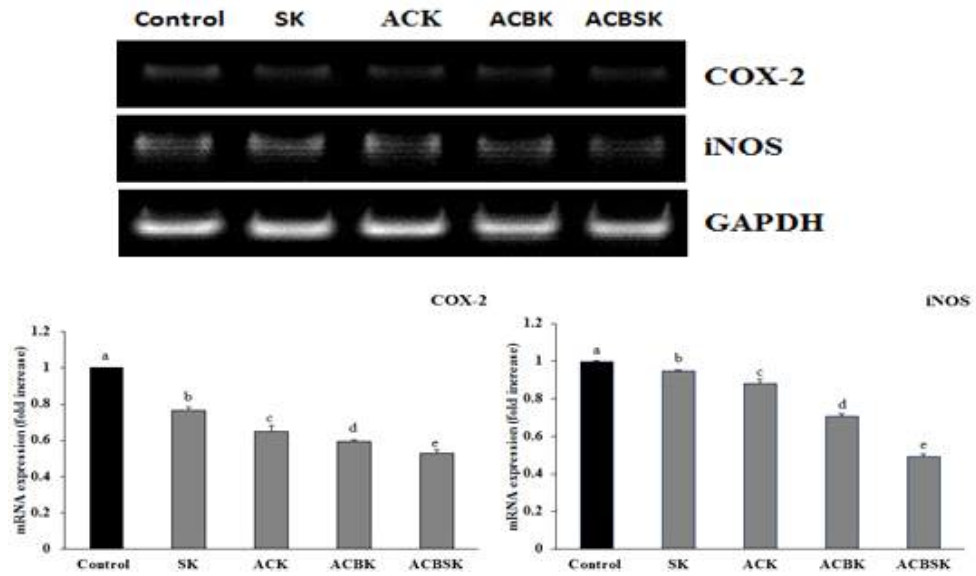 Control SK ACK ACBK ACBSK
COX-2
iNOS
GAPDH
COX-2
mRNA expression (fold increase)
1.2
1
0.8
0.6
0.4
0.2
0
a
b
c
d
e
Control SK ACK ACBK ACBSK
iNOS
mRNA expression (fold increase)
1.2
1
0.8
0.6
0.4
0.2
0
a
b
c
d
e
Control SK ACK ACBK ACBSK